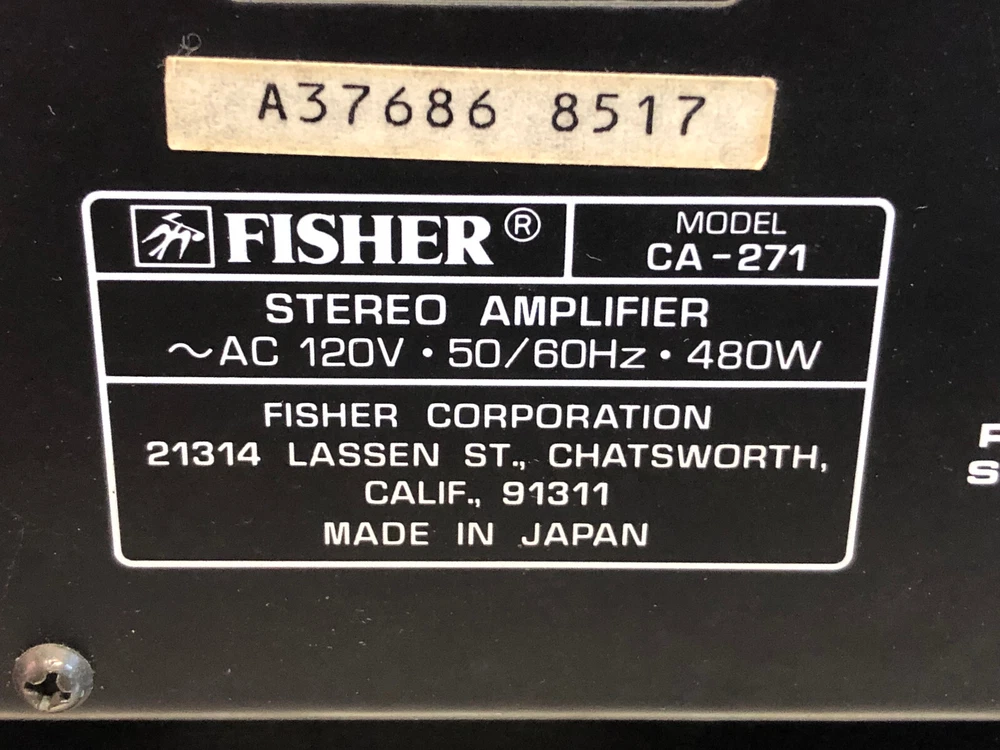 A37686 8517
FISHER®
MODEL
CA-271
STEREO AMPLIFIER
~AC 120V · 50/60Hz · 480W
FISHER CORPORATION
21314 LASSEN ST., CHATSWORTH,
CALIF., 91311
MADE IN JAPAN